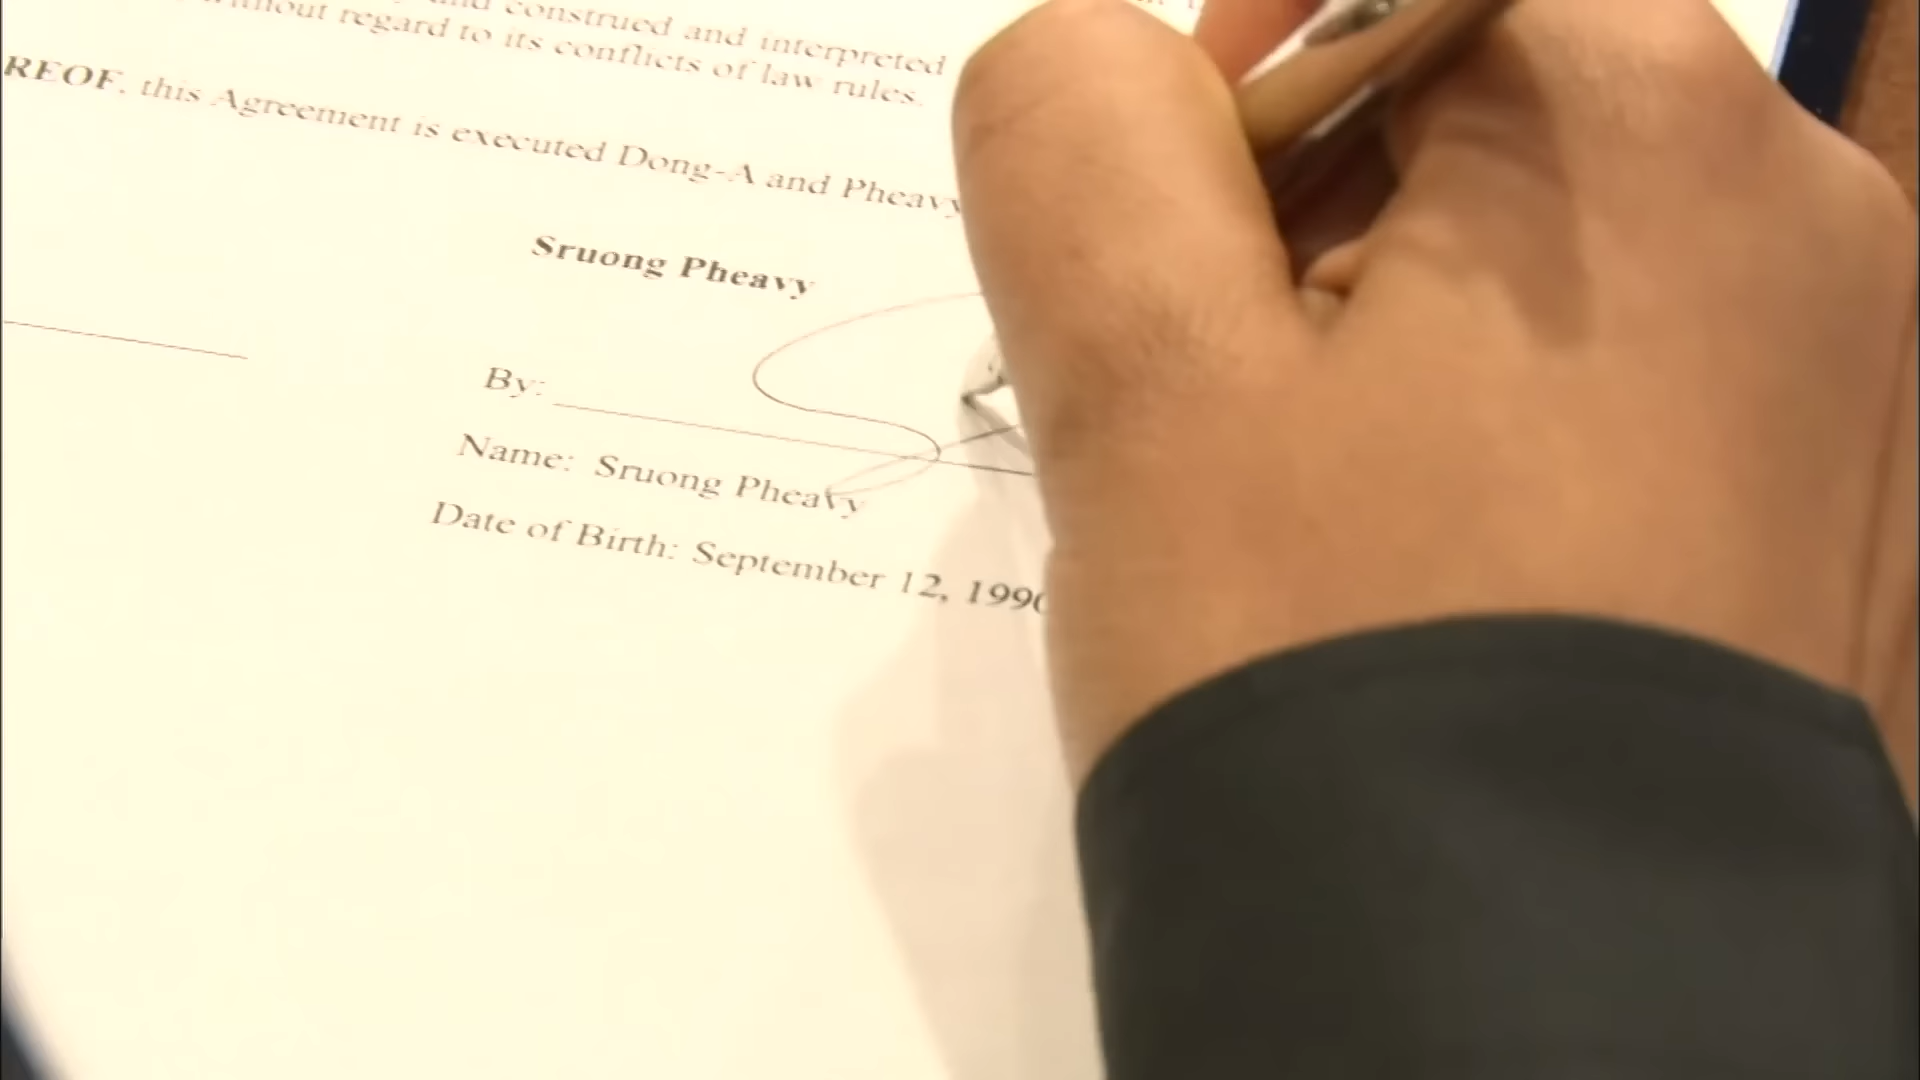 construed and interpreted
without regard to its conflicts of law rules.
REOF, this Agreement is executed Dong-A and Pheavy
Sruong Pheavy
By:
Name: Sruong Pheavy
Date of Birth: September 12, 1990